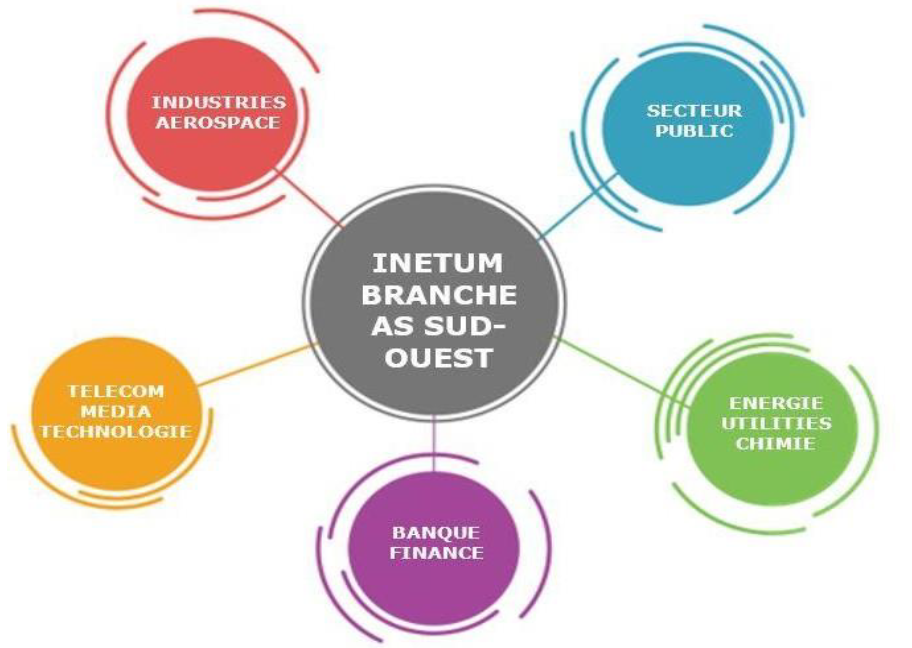 INDUSTRIES
AEROSPACE
SECTEUR
PUBLIC
INETUM
BRANCHE
AS SUD-
OUEST
TELECOM
MEDIA
TECHNOLOGIE
ENERGIE
UTILITIES
CHIMIE
BANQUE
FINANCE